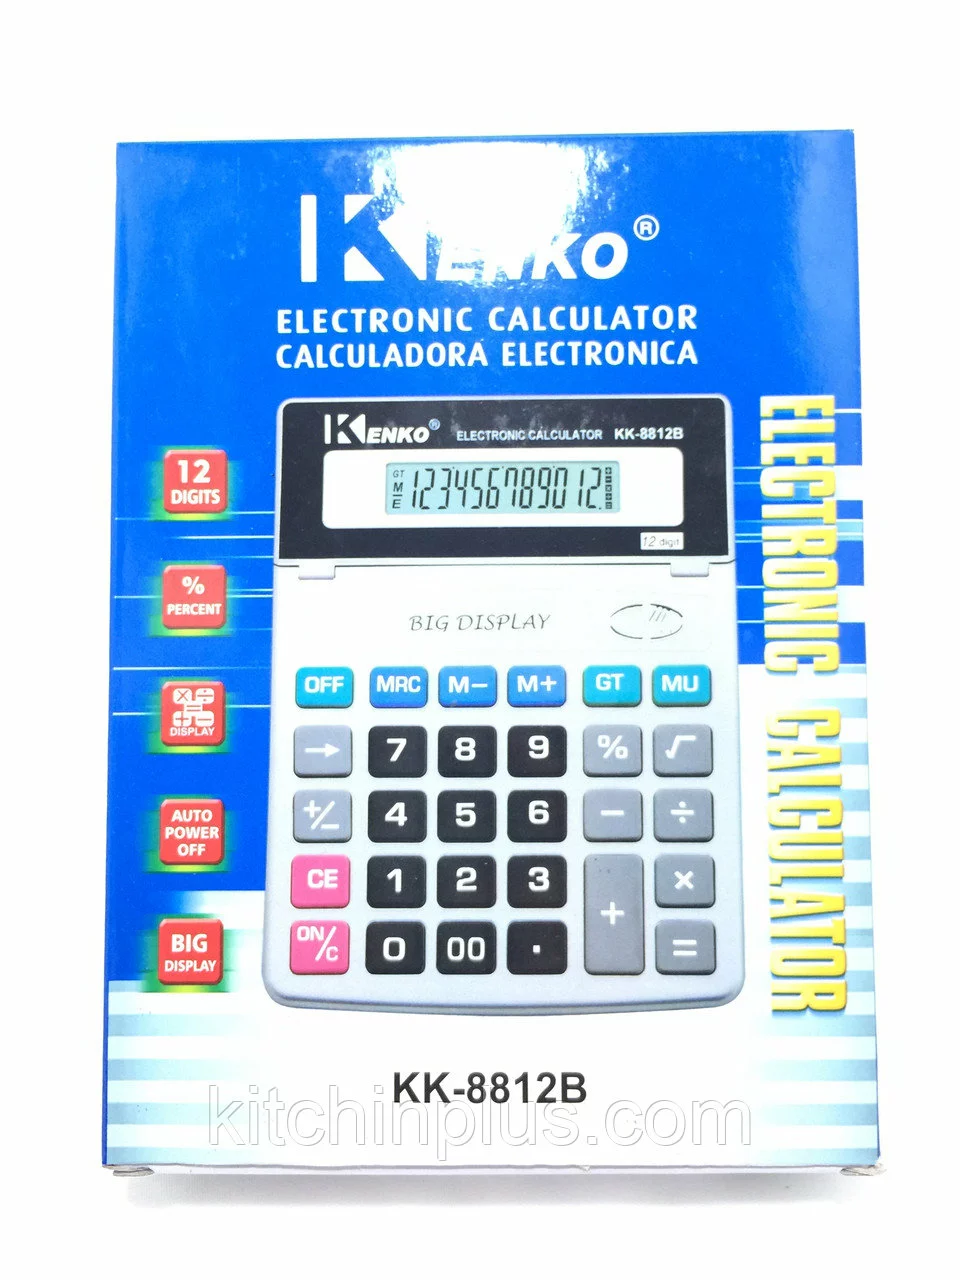 KENKO®
ELECTRONIC CALCULATOR
CALCULADORA ELECTRONICA
KENKO® ELECTRONIC CALCULATOR KK-8812B
GT
M
E
123456789012.
12 digit
BIG DISPLAY
OFF MRC M− M+ GT MU
→ 7 8 9 % √
+/− 4 5 6 − ÷
CE 1 2 3 + ×
ON/C 0 00 . =
12
DIGITS
%
PERCENT
DISPLAY
AUTO
POWER
OFF
BIG
DISPLAY
ELECTRONIC CALCULATOR
KK-8812B
kitchinplus.com